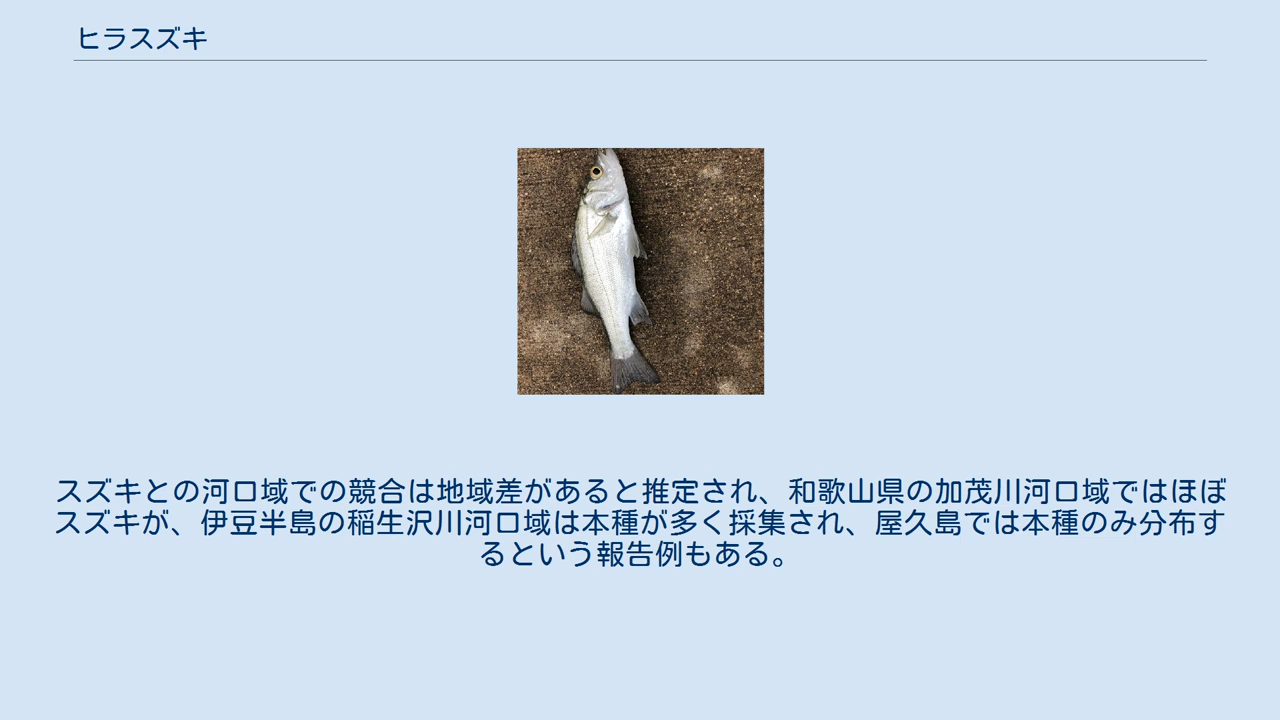 ヒラスズキ
スズキとの河口域での競合は地域差があると推定され、和歌山県の加茂川河口域ではほぼ
スズキが、伊豆半島の稲生沢川河口域は本種が多く採集され、屋久島では本種のみ分布す
るという報告例もある。